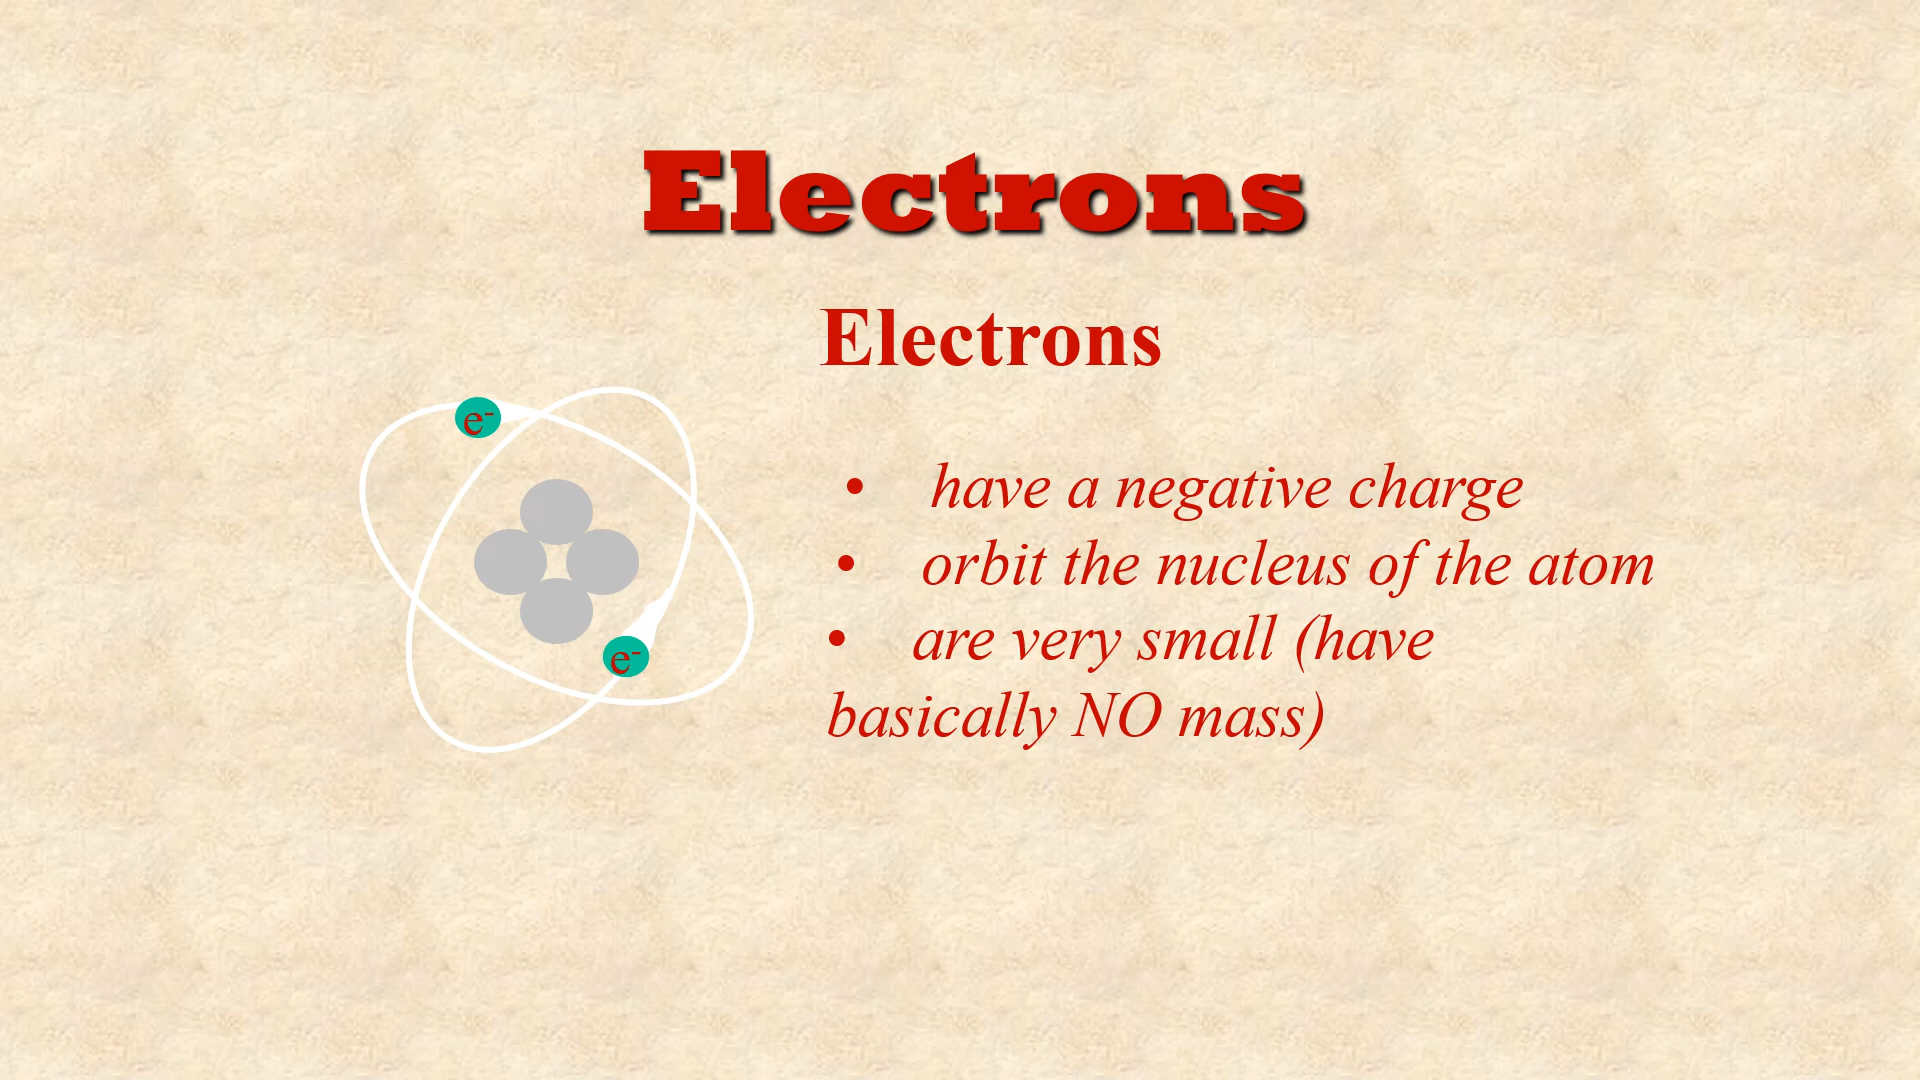 Electrons
Electrons
e-
e-
• have a negative charge
• orbit the nucleus of the atom
• are very small (have
basically NO mass)